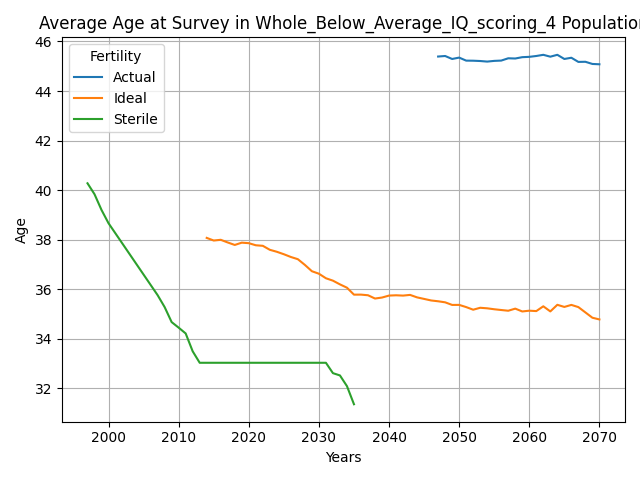 Average Age at Survey in Whole_Below_Average_IQ_scoring_4 Population
Fertility
Actual
Ideal
Sterile
46
44
42
40
38
36
34
32
Age
2000 2010 2020 2030 2040 2050 2060 2070
Years